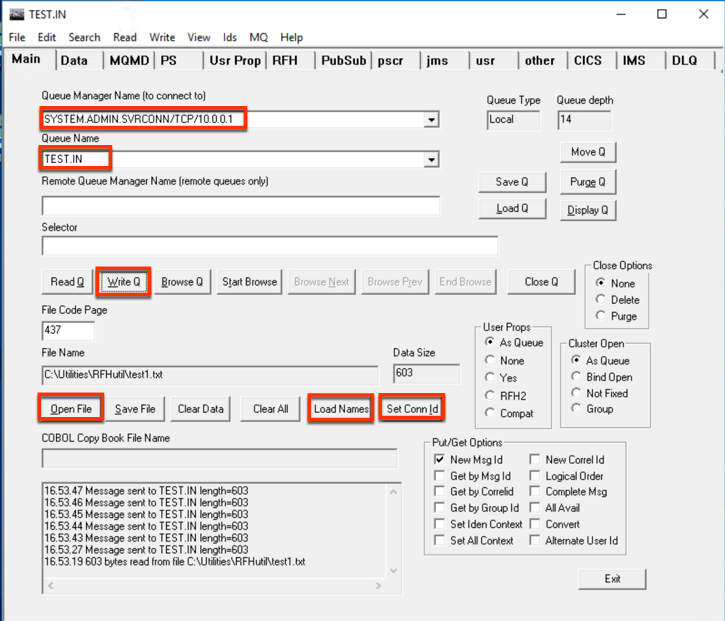 TEST.IN
File Edit Search Read Write View Ids MQ Help
Main Data MQMD PS Usr Prop RFH PubSub pscr jms usr other CICS IMS DLQ
Queue Manager Name (to connect to)
Queue Type Queue depth
SYSTEM.ADMIN.SVRCONN/TCP/10.0.0.1
Local 14
Queue Name
TEST.IN
Move Q
Remote Queue Manager Name (remote queues only)
Save Q Purge Q
Load Q Display Q
Selector
Read Q Write Q Browse Q Start Browse Browse Next Browse Prev End Browse Close Q
Close Options
None
Delete
Purge
File Code Page
437
User Props
As Queue
None
Yes
RFH2
Compat
Cluster Open
As Queue
Bind Open
Not Fixed
Group
File Name
Data Size
C:\Utilities\RFHutil\test1.txt
603
Open File Save File Clear Data Clear All Load Names Set Conn Id
COBOL Copy Book File Name
Put/Get Options
New Msg Id New Correl Id
Get by Msg Id Logical Order
Get by Correlid Complete Msg
Get by Group Id All Avail
Set Iden Context Convert
Set All Context Alternate User Id
16.53.47 Message sent to TEST.IN length=603
16.53.46 Message sent to TEST.IN length=603
16.53.45 Message sent to TEST.IN length=603
16.53.44 Message sent to TEST.IN length=603
16.53.43 Message sent to TEST.IN length=603
16.53.27 Message sent to TEST.IN length=603
16.53.19 603 bytes read from file C:\Utilities\RFHutil\test1.txt
Exit